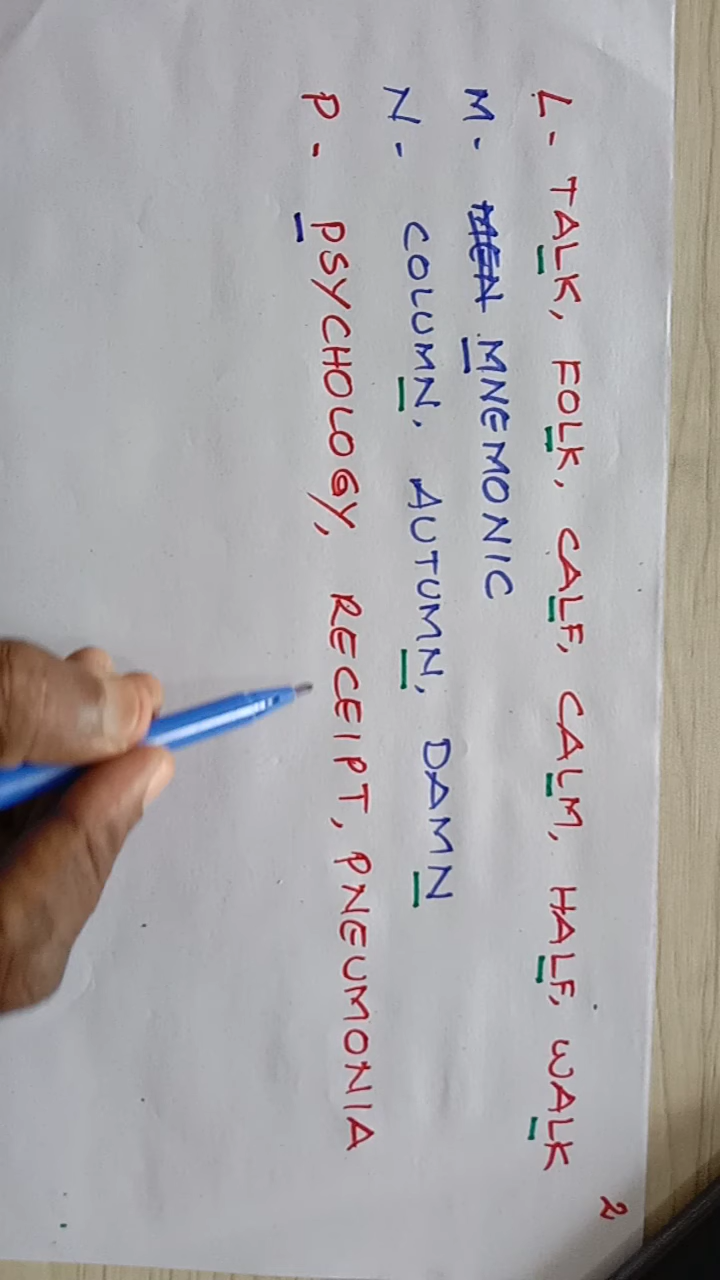 2
L- TALK, FOLK, CALF, CALM, HALF, WALK
M- MNEMONIC
N- COLUMN, AUTUMN, DAMN
P- PSYCHOLOGY, RECEIPT, PNEUMONIA